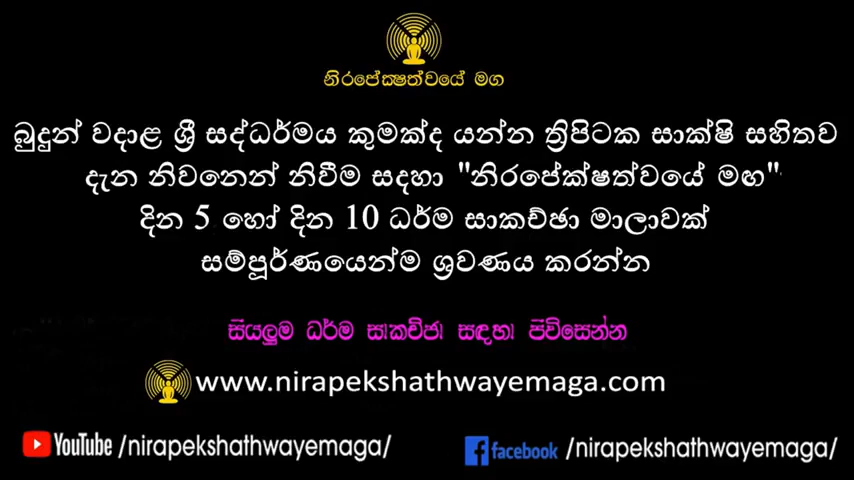 නිරපේක්‍ෂත්වයේ මග
බුදුන් වදාළ ශ්‍රී සද්ධර්මය කුමක්ද යන්න ත්‍රිපිටක සාක්ෂි සහිතව
දැන නිවනෙන් නිවීම සදහා "නිරපේක්ෂත්වයේ මඟ"
දින 5 හෝ දින 10 ධර්ම සාකච්ඡා මාලාවක්
සම්පූර්ණයෙන්ම ශ්‍රවණය කරන්න
සියලුම ධර්ම සාකච්ඡා සඳහා පිවිසෙන්න
www.nirapekshathwayemaga.com
YouTube /nirapekshathwayemaga/
facebook /nirapekshathwayemaga/